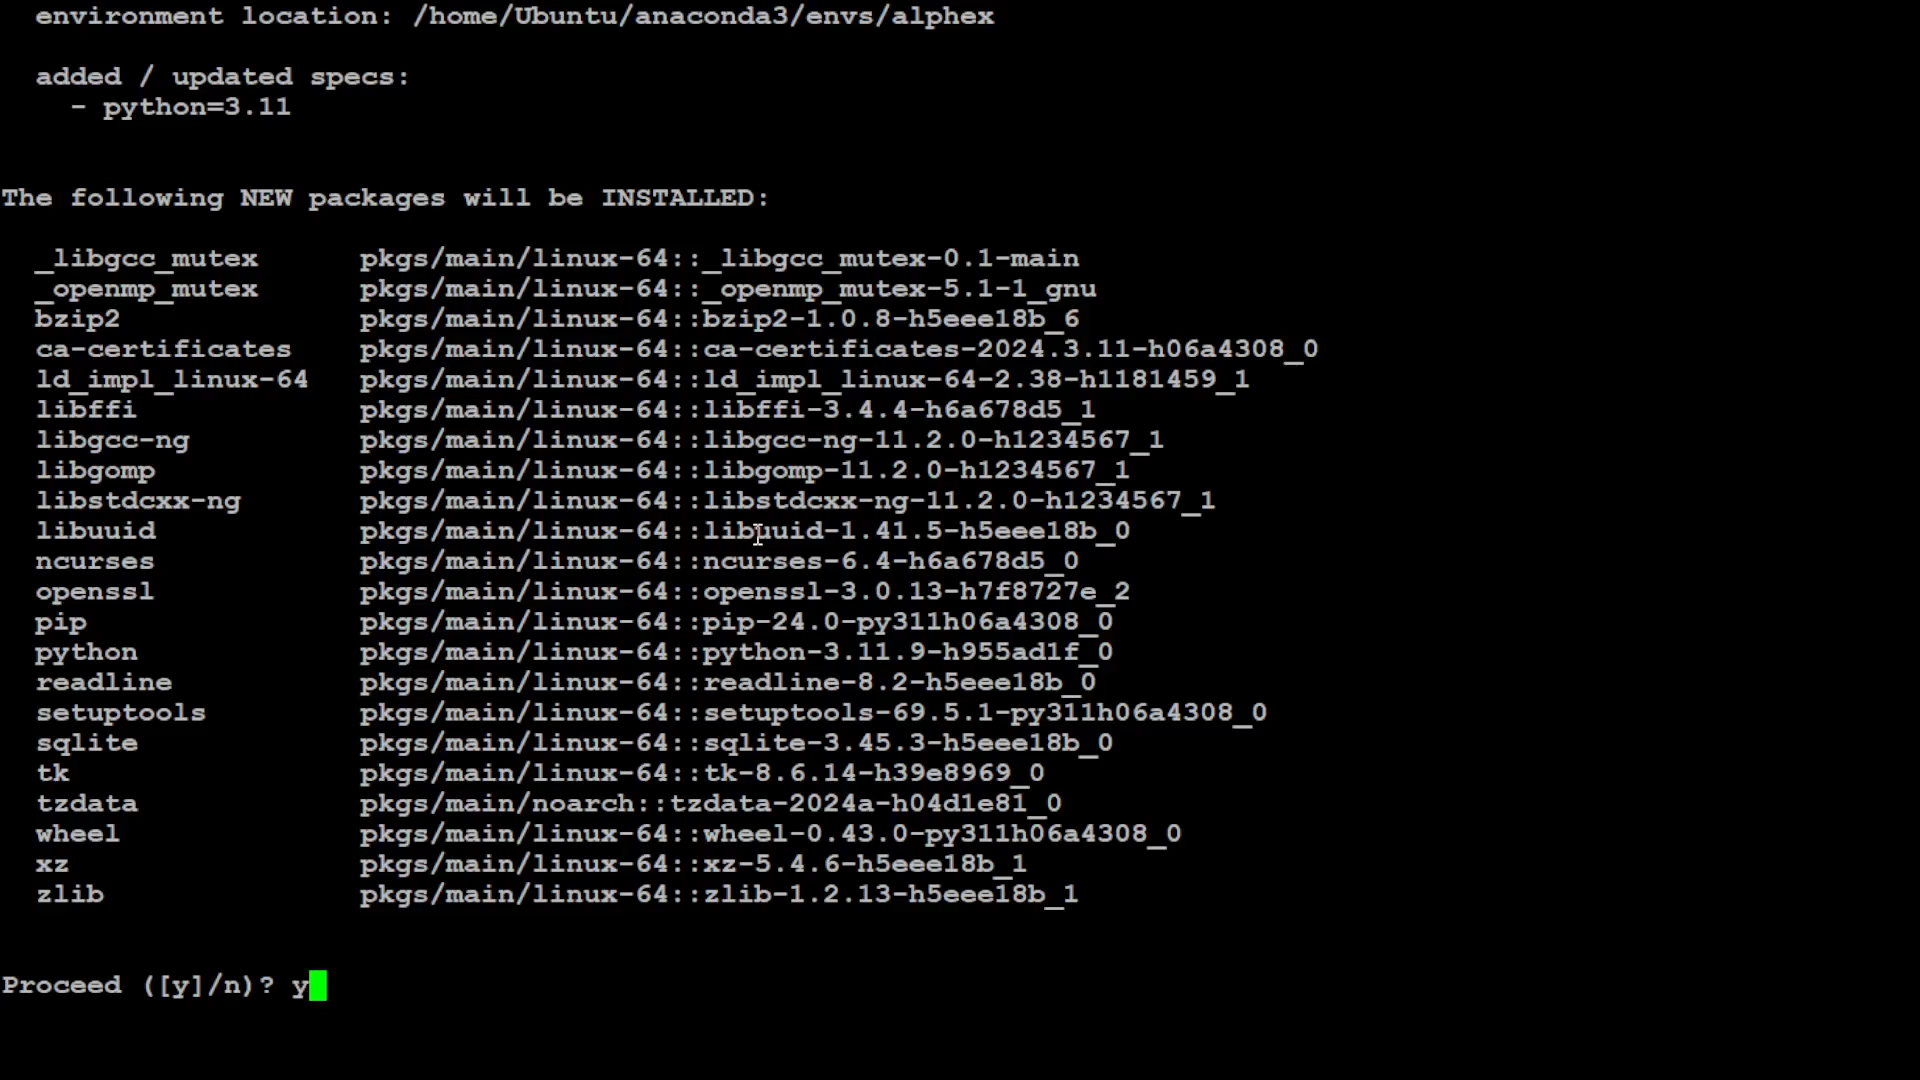 environment location: /home/Ubuntu/anaconda3/envs/alphex
added / updated specs:
- python=3.11
The following NEW packages will be INSTALLED:
_libgcc_mutex pkgs/main/linux-64::_libgcc_mutex-0.1-main
_openmp_mutex pkgs/main/linux-64::_openmp_mutex-5.1-1_gnu
bzip2 pkgs/main/linux-64::bzip2-1.0.8-h5eee18b_6
ca-certificates pkgs/main/linux-64::ca-certificates-2024.3.11-h06a4308_0
ld_impl_linux-64 pkgs/main/linux-64::ld_impl_linux-64-2.38-h1181459_1
libffi pkgs/main/linux-64::libffi-3.4.4-h6a678d5_1
libgcc-ng pkgs/main/linux-64::libgcc-ng-11.2.0-h1234567_1
libgomp pkgs/main/linux-64::libgomp-11.2.0-h1234567_1
libstdcxx-ng pkgs/main/linux-64::libstdcxx-ng-11.2.0-h1234567_1
libuuid pkgs/main/linux-64::libuuid-1.41.5-h5eee18b_0
ncurses pkgs/main/linux-64::ncurses-6.4-h6a678d5_0
openssl pkgs/main/linux-64::openssl-3.0.13-h7f8727e_2
pip pkgs/main/linux-64::pip-24.0-py311h06a4308_0
python pkgs/main/linux-64::python-3.11.9-h955ad1f_0
readline pkgs/main/linux-64::readline-8.2-h5eee18b_0
setuptools pkgs/main/linux-64::setuptools-69.5.1-py311h06a4308_0
sqlite pkgs/main/linux-64::sqlite-3.45.3-h5eee18b_0
tk pkgs/main/linux-64::tk-8.6.14-h39e8969_0
tzdata pkgs/main/noarch::tzdata-2024a-h04d1e81_0
wheel pkgs/main/linux-64::wheel-0.43.0-py311h06a4308_0
xz pkgs/main/linux-64::xz-5.4.6-h5eee18b_1
zlib pkgs/main/linux-64::zlib-1.2.13-h5eee18b_1
Proceed ([y]/n)? y